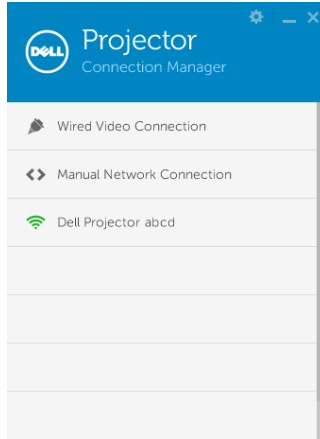 DELL
Projector
Connection Manager
Wired Video Connection
Manual Network Connection
Dell Projector abcd